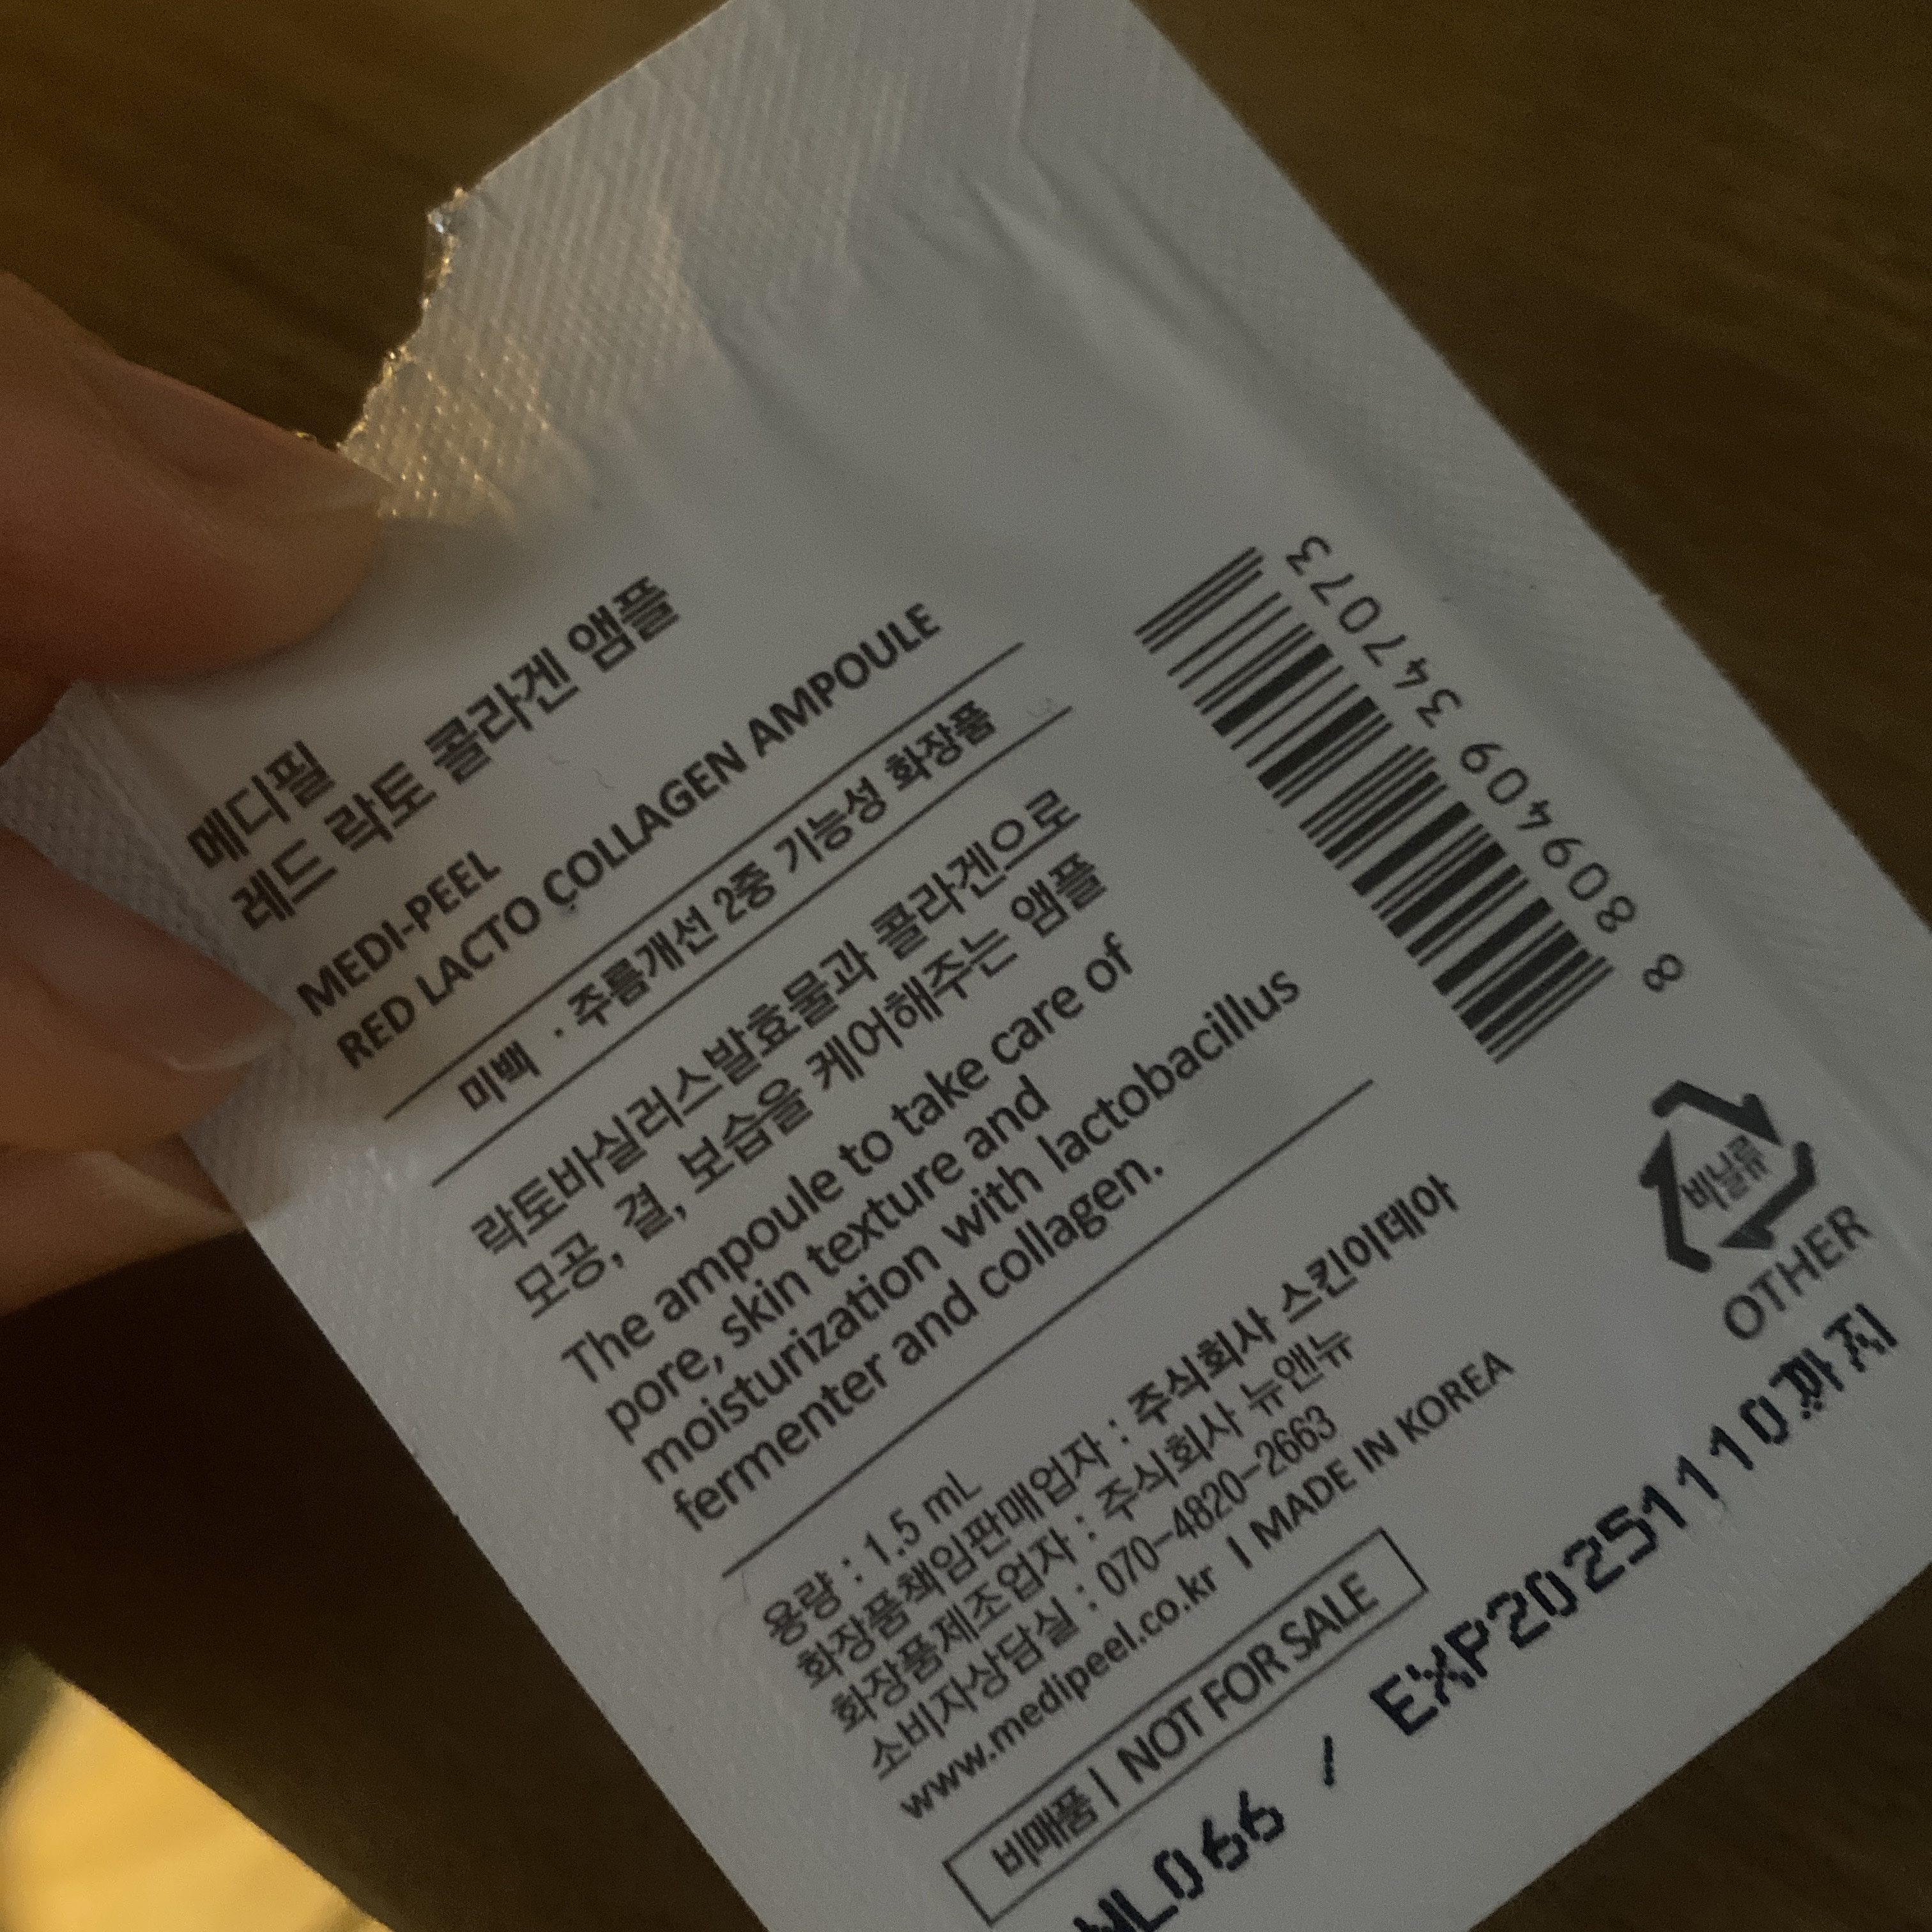 메디필
레드 락토 콜라겐 앰플
MEDI-PEEL
RED LACTO COLLAGEN AMPOULE
미백 · 주름개선 2중 기능성 화장품
락토바실러스발효물과 콜라겐으로
모공, 결, 보습을 케어해주는 앰플
The ampoule to take care of
pore, skin texture and
moisturization with lactobacillus
fermenter and collagen.
용량 : 1.5 mL
화장품책임판매업자 : 주식회사 스킨이데아
화장품제조업자 : 주식회사 뉴앤뉴
소비자상담실 : 070-4820-2663
www.medipeel.co.kr I MADE IN KOREA
비매품 | NOT FOR SALE
8 809409 347073
비닐류
OTHER
WL066 / EXP20251110까지